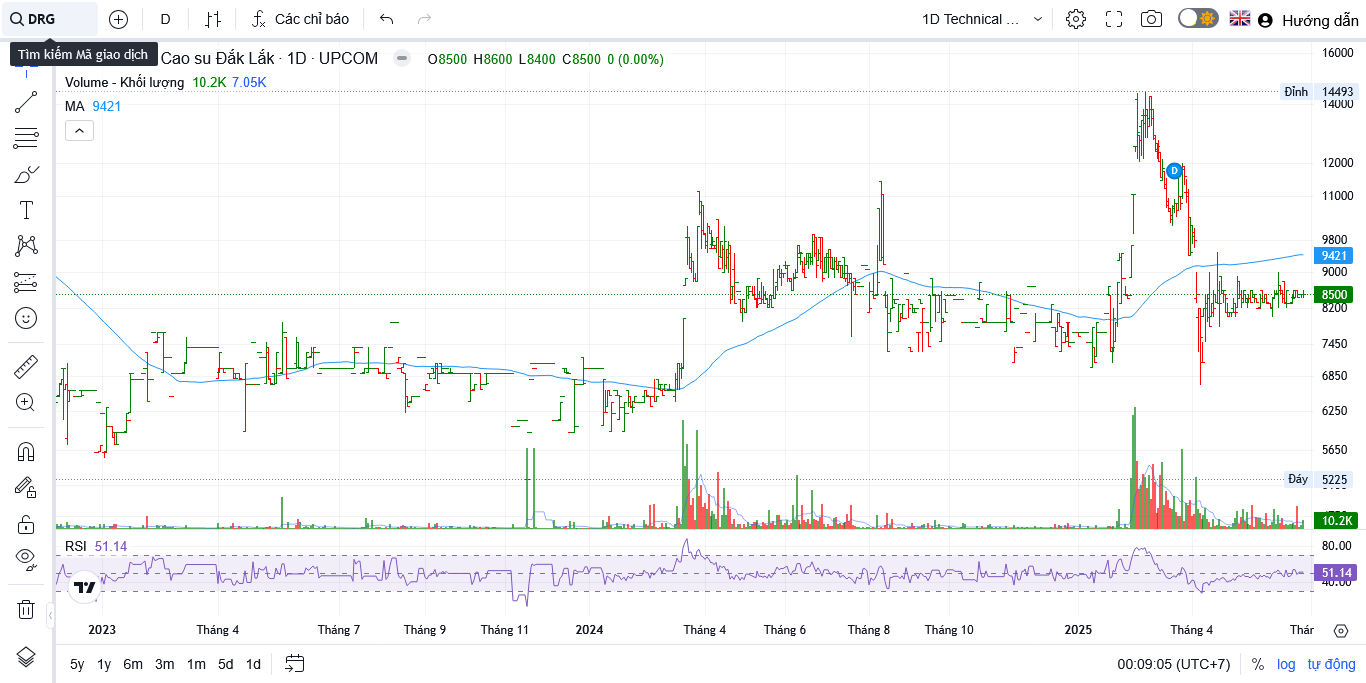 DRG
D
Các chỉ báo
1D Technical ...
Hướng dẫn
Tìm kiếm Mã giao dịch
Cao su Đắk Lắk · 1D · UPCOM
O8500 H8600 L8400 C8500 0 (0.00%)
Volume - Khối lượng 10.2K 7.05K
MA 9421
16000
Đỉnh 14493
14000
12000
D
11000
9800
9421
9000
8500
8200
7450
6850
6250
5650
Đáy 5225
10.2K
RSI 51.14
80.00
51.14
40.00
2023
Tháng 4
Tháng 7
Tháng 9
Tháng 11
2024
Tháng 4
Tháng 6
Tháng 8
Tháng 10
2025
Tháng 4
Thár
5y 1y 6m 3m 1m 5d 1d
00:09:05 (UTC+7)
%
log
tự động